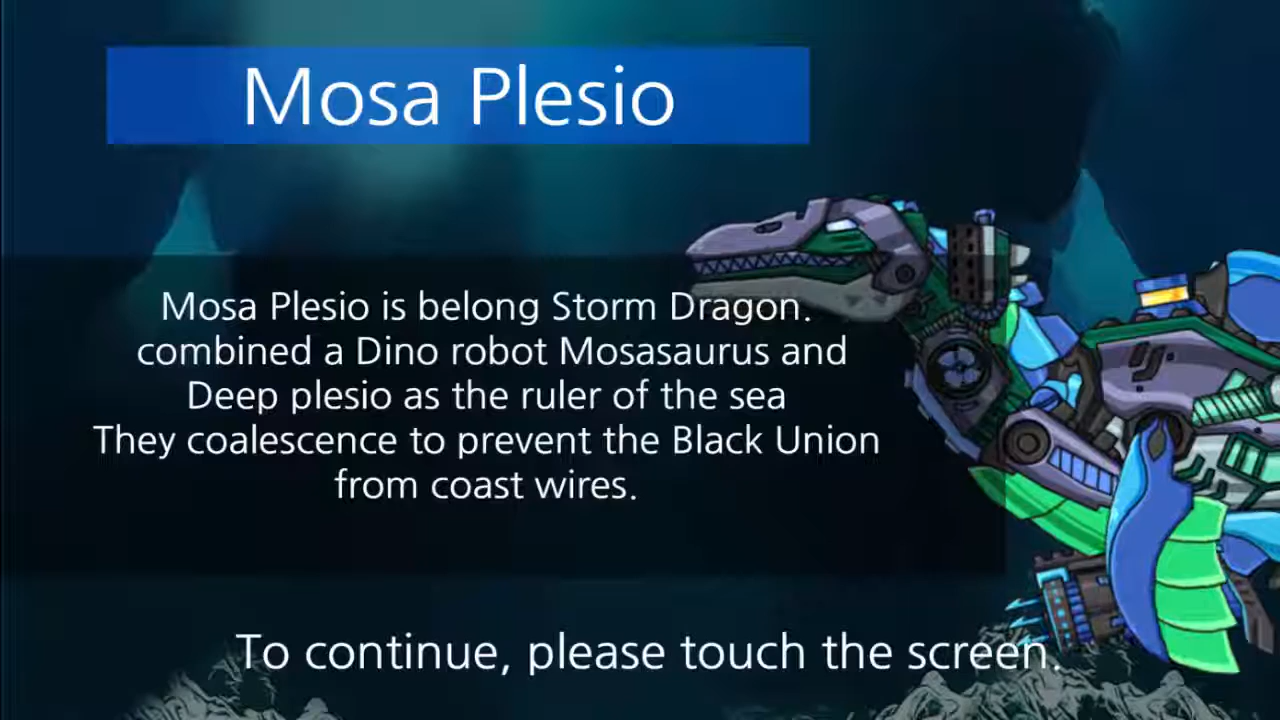 Mosa Plesio
Mosa Plesio is belong Storm Dragon.
combined a Dino robot Mosasaurus and
Deep plesio as the ruler of the sea
They coalescence to prevent the Black Union
from coast wires.
To continue, please touch the screen.